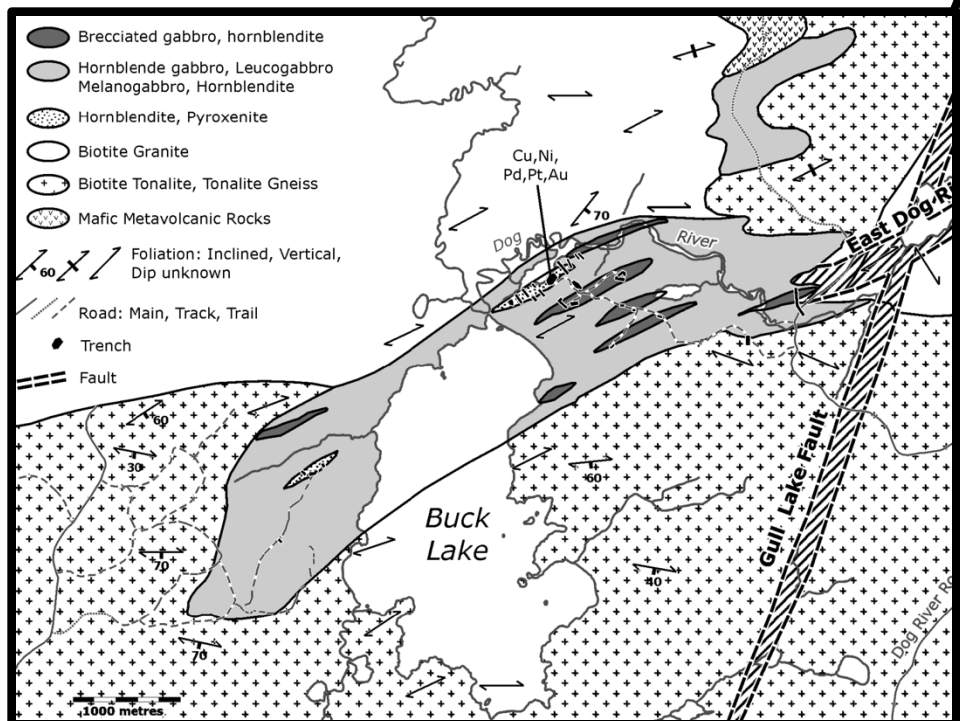 Brecciated gabbro, hornblendite
Hornblende gabbro, Leucogabbro
Melanogabbro, Hornblendite
Hornblendite, Pyroxenite
Biotite Granite
Biotite Tonalite, Tonalite Gneiss
Mafic Metavolcanic Rocks
60
Foliation: Inclined, Vertical,
Dip unknown
Road: Main, Track, Trail
Trench
Fault
Cu,Ni,
Pd,Pt,Au
70
Dog
River
East Dog
60
30
70
70
60
40
Buck
Lake
Gull Lake Fault
Dog River
1000 metres